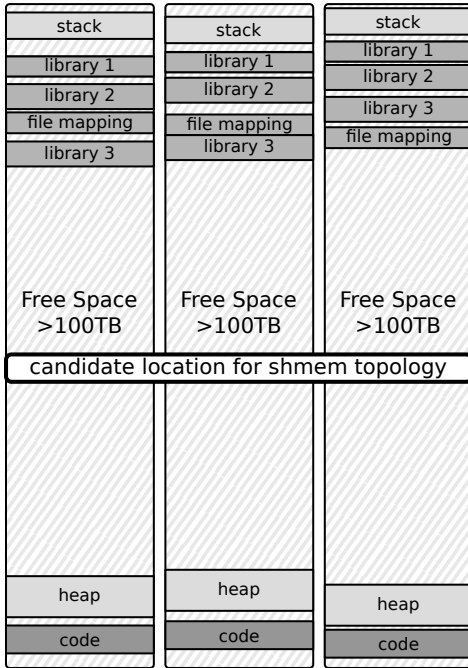 stack
library 1
library 2
file mapping
library 3
Free Space
>100TB
stack
library 1
library 2
file mapping
library 3
Free Space
>100TB
stack
library 1
library 2
library 3
file mapping
Free Space
>100TB
candidate location for shmem topology
heap
code
heap
code
heap
code